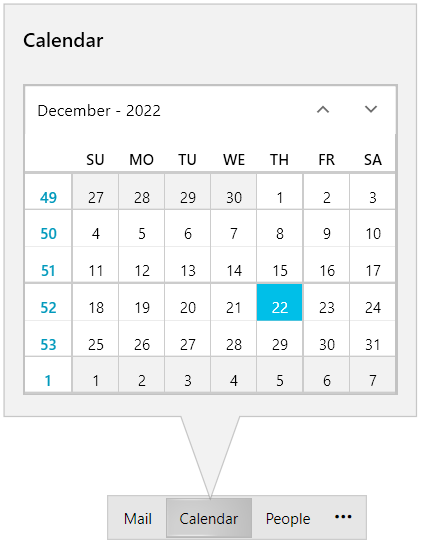 Calendar
December - 2022
SU MO TU WE TH FR SA
49 27 28 29 30 1 2 3
50 4 5 6 7 8 9 10
51 11 12 13 14 15 16 17
52 18 19 20 21 22 23 24
53 25 26 27 28 29 30 31
1 1 2 3 4 5 6 7
Mail Calendar People •••